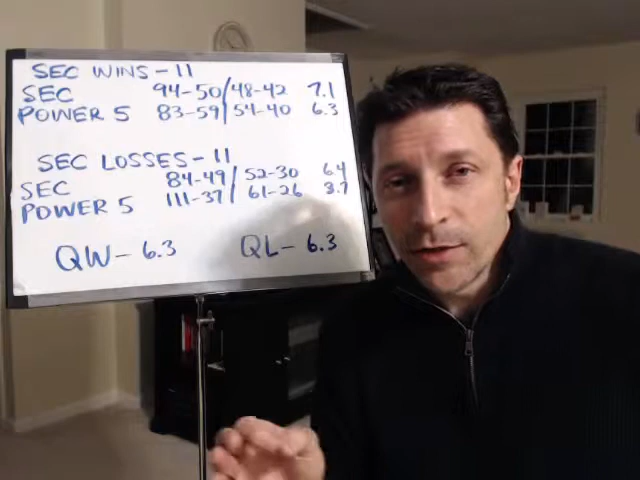 SEC WINS - 11
SEC 94-50/48-42 7.1
POWER 5 83-59/54-40 6.3
SEC LOSSES - 11
SEC 84-49/52-30 6.4
POWER 5 111-37/61-26 3.7
QW - 6.3 QL - 6.3